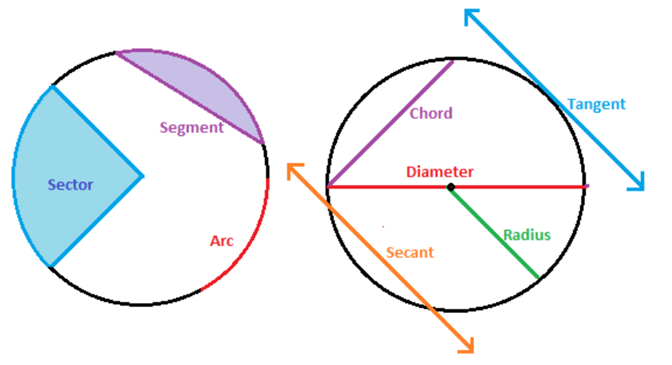 Segment
Sector
Arc
Tangent
Chord
Diameter
Radius
Secant